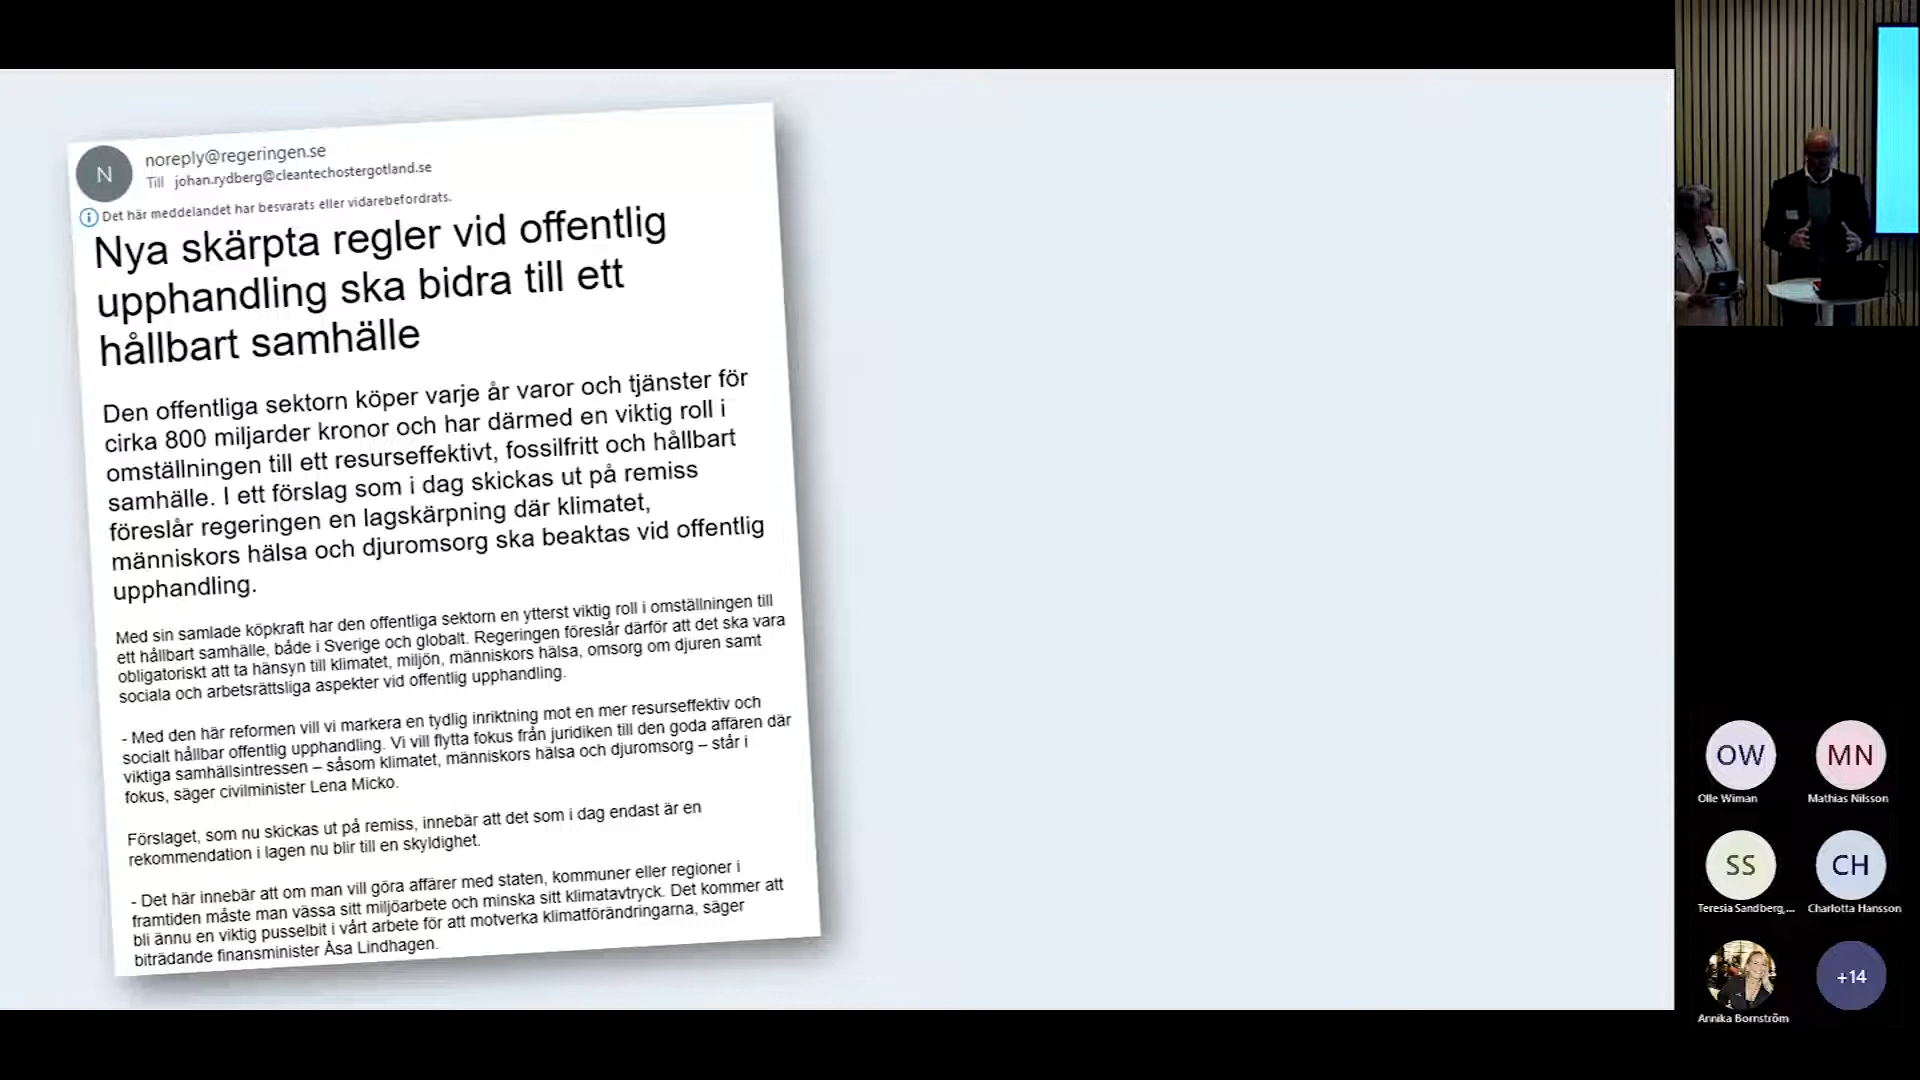 N
noreply@regeringen.se
Till johan.rydberg@cleantechostergotland.se
Det här meddelandet har besvarats eller vidarebefordrats.
Nya skärpta regler vid offentlig
upphandling ska bidra till ett
hållbart samhälle
Den offentliga sektorn köper varje år varor och tjänster för
cirka 800 miljarder kronor och har därmed en viktig roll i
omställningen till ett resurseffektivt, fossilfritt och hållbart
samhälle. I ett förslag som i dag skickas ut på remiss
föreslår regeringen en lagskärpning där klimatet,
människors hälsa och djuromsorg ska beaktas vid offentlig
upphandling.
Med sin samlade köpkraft har den offentliga sektorn en ytterst viktig roll i omställningen till
ett hållbart samhälle, både i Sverige och globalt. Regeringen föreslår därför att det ska vara
obligatoriskt att ta hänsyn till klimatet, miljön, människors hälsa, omsorg om djuren samt
sociala och arbetsrättsliga aspekter vid offentlig upphandling.
- Med den här reformen vill vi markera en tydlig inriktning mot en mer resurseffektiv och
socialt hållbar offentlig upphandling. Vi vill flytta fokus från juridiken till den goda affären där
viktiga samhällsintressen – såsom klimatet, människors hälsa och djuromsorg – står i
fokus, säger civilminister Lena Micko.
Förslaget, som nu skickas ut på remiss, innebär att det som i dag endast är en
rekommendation i lagen nu blir till en skyldighet.
- Det här innebär att om man vill göra affärer med staten, kommuner eller regioner i
framtiden måste man vässa sitt miljöarbete och minska sitt klimatavtryck. Det kommer att
bli ännu en viktig pusselbit i vårt arbete för att motverka klimatförändringarna, säger
biträdande finansminister Åsa Lindhagen.
OW
MN
Olle Wiman
Mathias Nilsson
SS
CH
Teresia Sandberg,...
Charlotta Hansson
+14
Annika Bornström